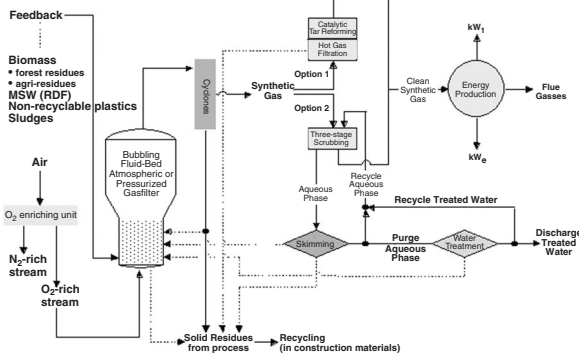 Feedback
Biomass
• forest residues
• agri-residues
MSW (RDF)
Non-recyclable plastics
Sludges
Air
O2 enriching unit
N2-rich
stream
O2-rich
stream
Bubbling
Fluid-Bed
Atmospheric or
Pressurized
Gasfilter
Cyclones
Synthetic
Gas
Catalytic
Tar Reforming
Hot Gas
Filtration
Option 1
Option 2
Three-stage
Scrubbing
Clean
Synthetic
Gas
kW1
Energy
Production
kWe
Flue
Gasses
Aqueous
Phase
Recycle
Aqueous
Phase
Recycle Treated Water
Skimming
Purge
Aqueous
Phase
Water
Treatment
Discharge
Treated
Water
Solid Residues
from process
Recycling
(in construction materials)